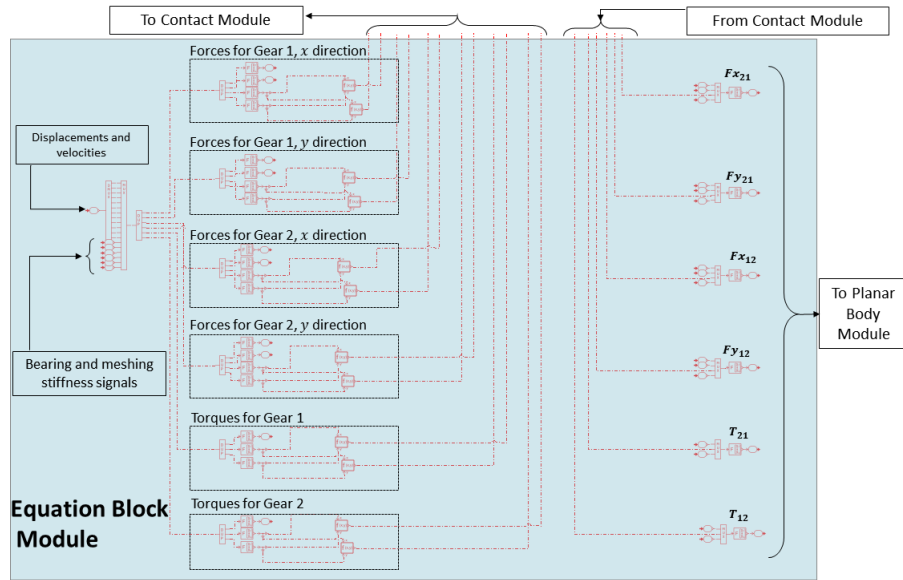 To Contact Module
From Contact Module
Forces for Gear 1, x direction
Fx₂₁
Displacements and
velocities
Forces for Gear 1, y direction
Fy₂₁
Forces for Gear 2, x direction
Fx₁₂
To Planar
Body
Module
Bearing and meshing
stiffness signals
Forces for Gear 2, y direction
Fy₁₂
Torques for Gear 1
T₂₁
Equation Block
Module
Torques for Gear 2
T₁₂